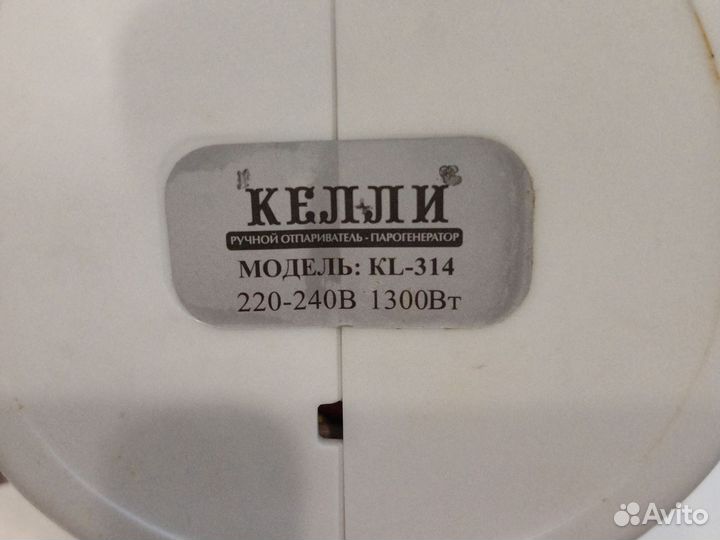 КЕЛЛИ
РУЧНОЙ ОТПАРИВАТЕЛЬ - ПАРОГЕНЕРАТОР
МОДЕЛЬ: KL-314
220-240В 1300Вт
Avito